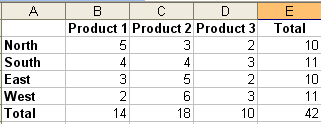 A B C D E
Product 1 Product 2 Product 3 Total
North 5 3 2 10
South 4 4 3 11
East 3 5 2 10
West 2 6 3 11
Total 14 18 10 42